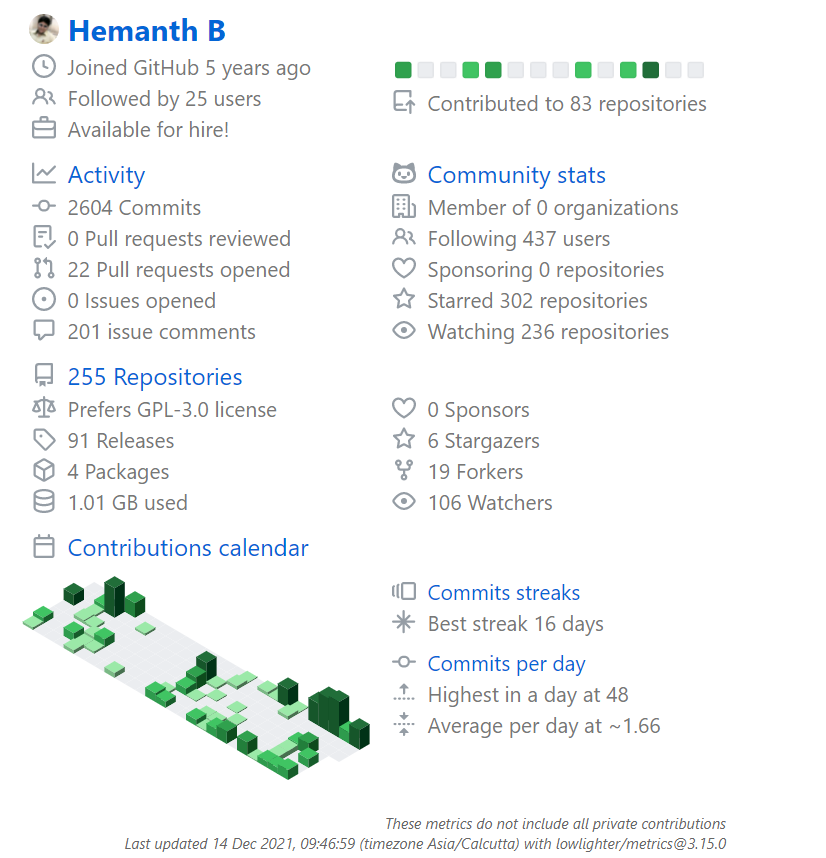 Hemanth B
Joined GitHub 5 years ago
Followed by 25 users
Available for hire!
Contributed to 83 repositories
Activity
2604 Commits
0 Pull requests reviewed
22 Pull requests opened
0 Issues opened
201 issue comments
Community stats
Member of 0 organizations
Following 437 users
Sponsoring 0 repositories
Starred 302 repositories
Watching 236 repositories
255 Repositories
Prefers GPL-3.0 license
91 Releases
4 Packages
1.01 GB used
0 Sponsors
6 Stargazers
19 Forkers
106 Watchers
Contributions calendar
Commits streaks
Best streak 16 days
Commits per day
Highest in a day at 48
Average per day at ~1.66
These metrics do not include all private contributions
Last updated 14 Dec 2021, 09:46:59 (timezone Asia/Calcutta) with lowlighter/metrics@3.15.0